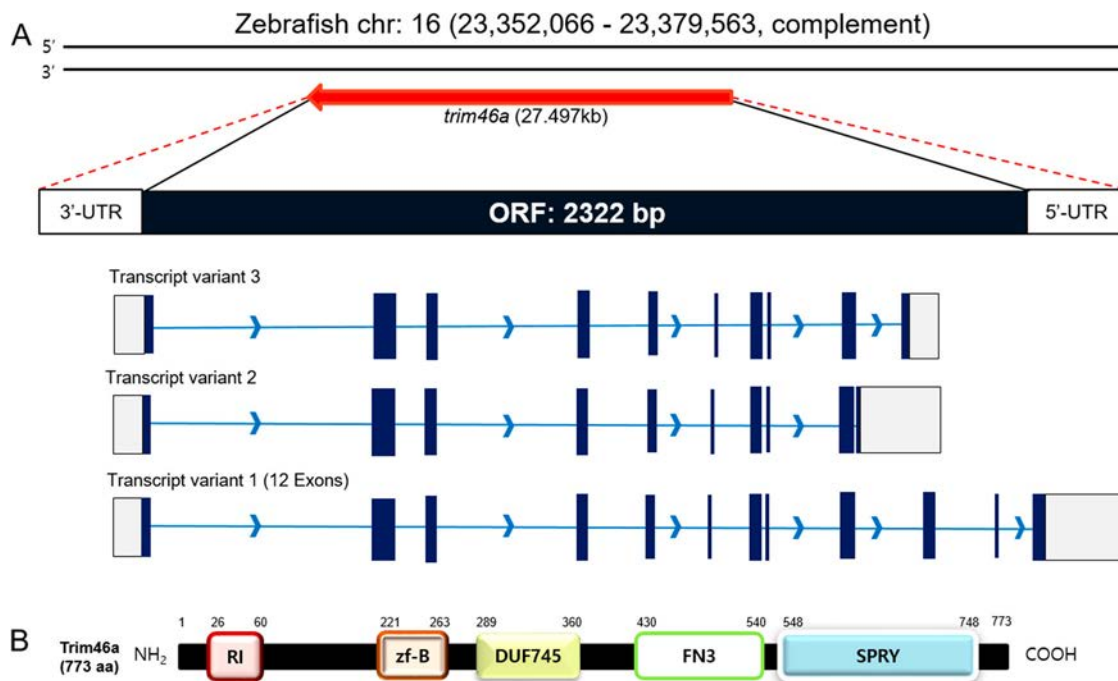 A
Zebrafish chr: 16 (23,352,066 - 23,379,563, complement)
5’
3’
trim46a (27.497kb)
3’-UTR ORF: 2322 bp 5’-UTR
Transcript variant 3
Transcript variant 2
Transcript variant 1 (12 Exons)
B
1 26 60 221 263 289 360 430 540 548 748 773
Trim46a
(773 aa)
NH2 RI zf-B DUF745 FN3 SPRY COOH